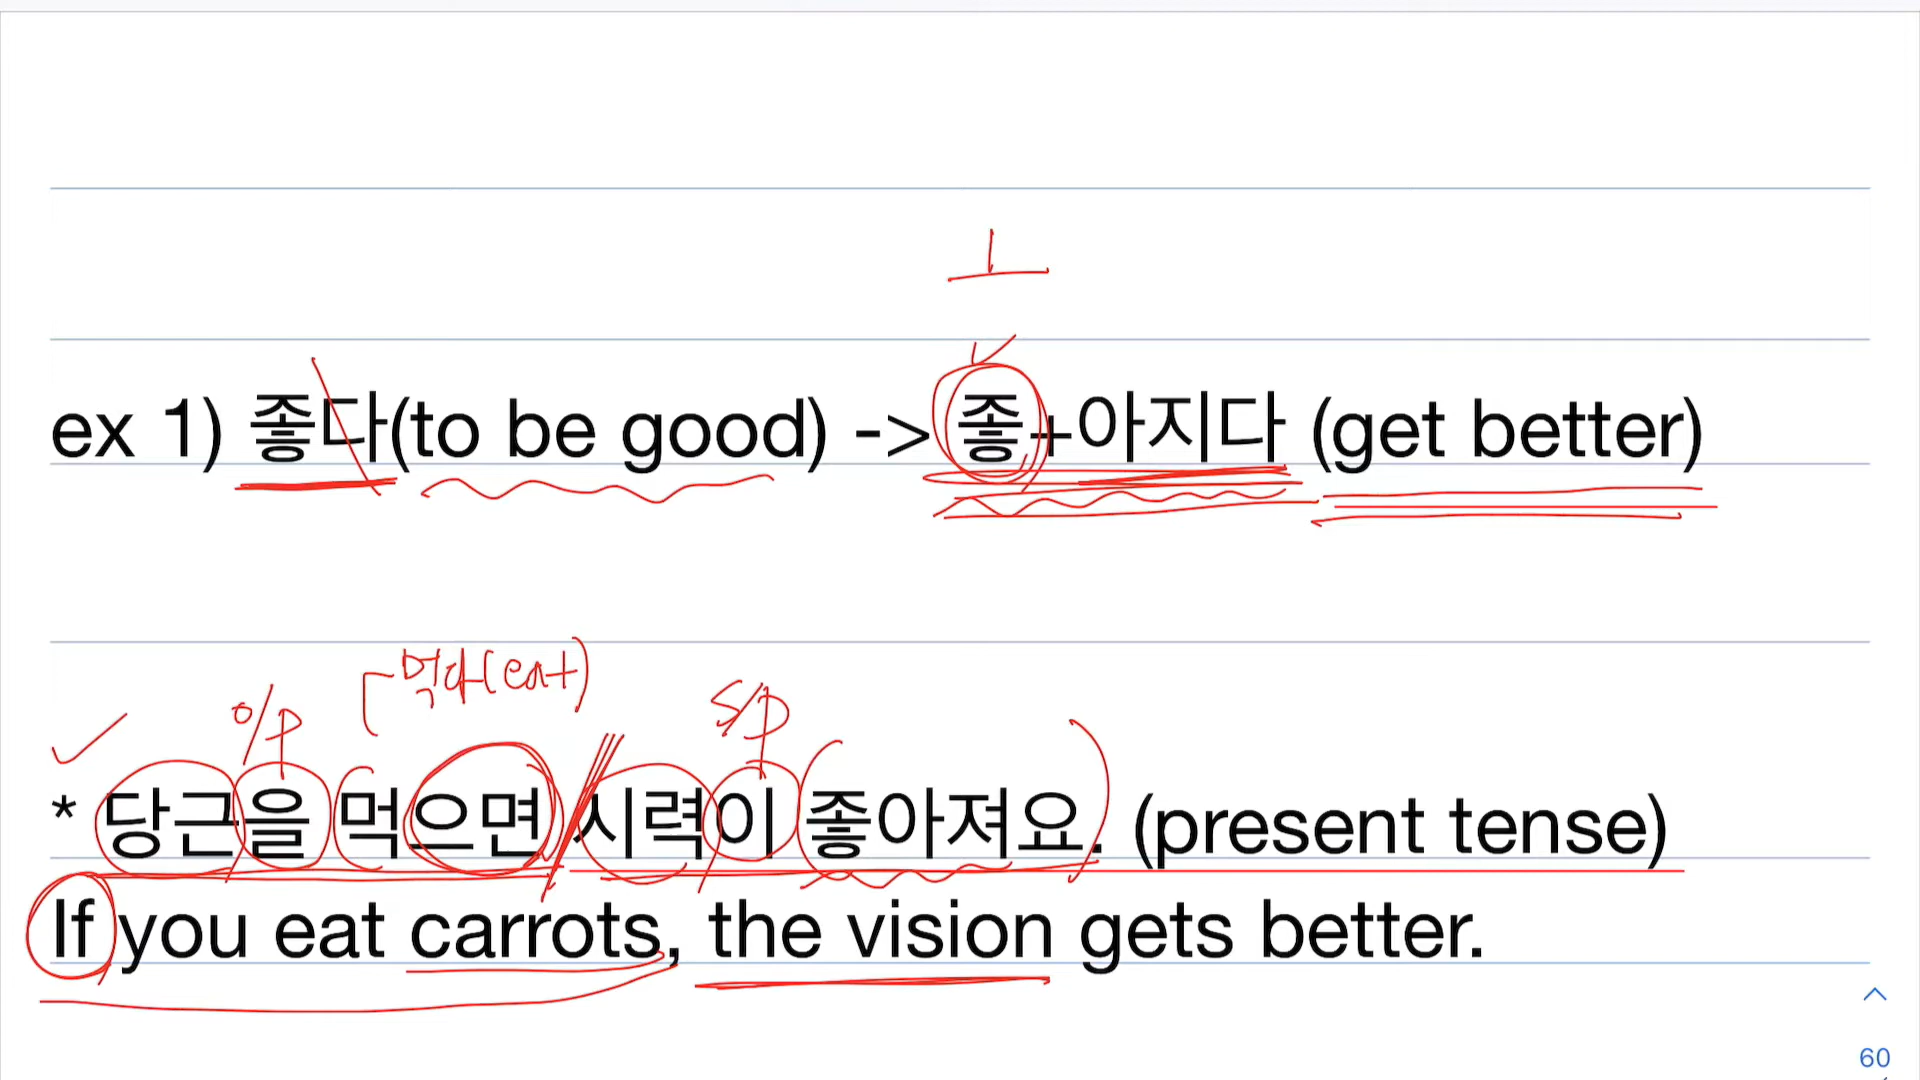 ㅗ
ex 1) 좋다(to be good) -> 좋+아지다 (get better)
o/p 먹다(eat) s/p
* 당근을 먹으면 시력이 좋아져요. (present tense)
If you eat carrots, the vision gets better.
60